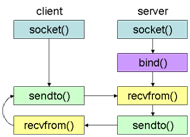 client server
socket() socket()
bind()
sendto() recvfrom()
recvfrom() sendto()